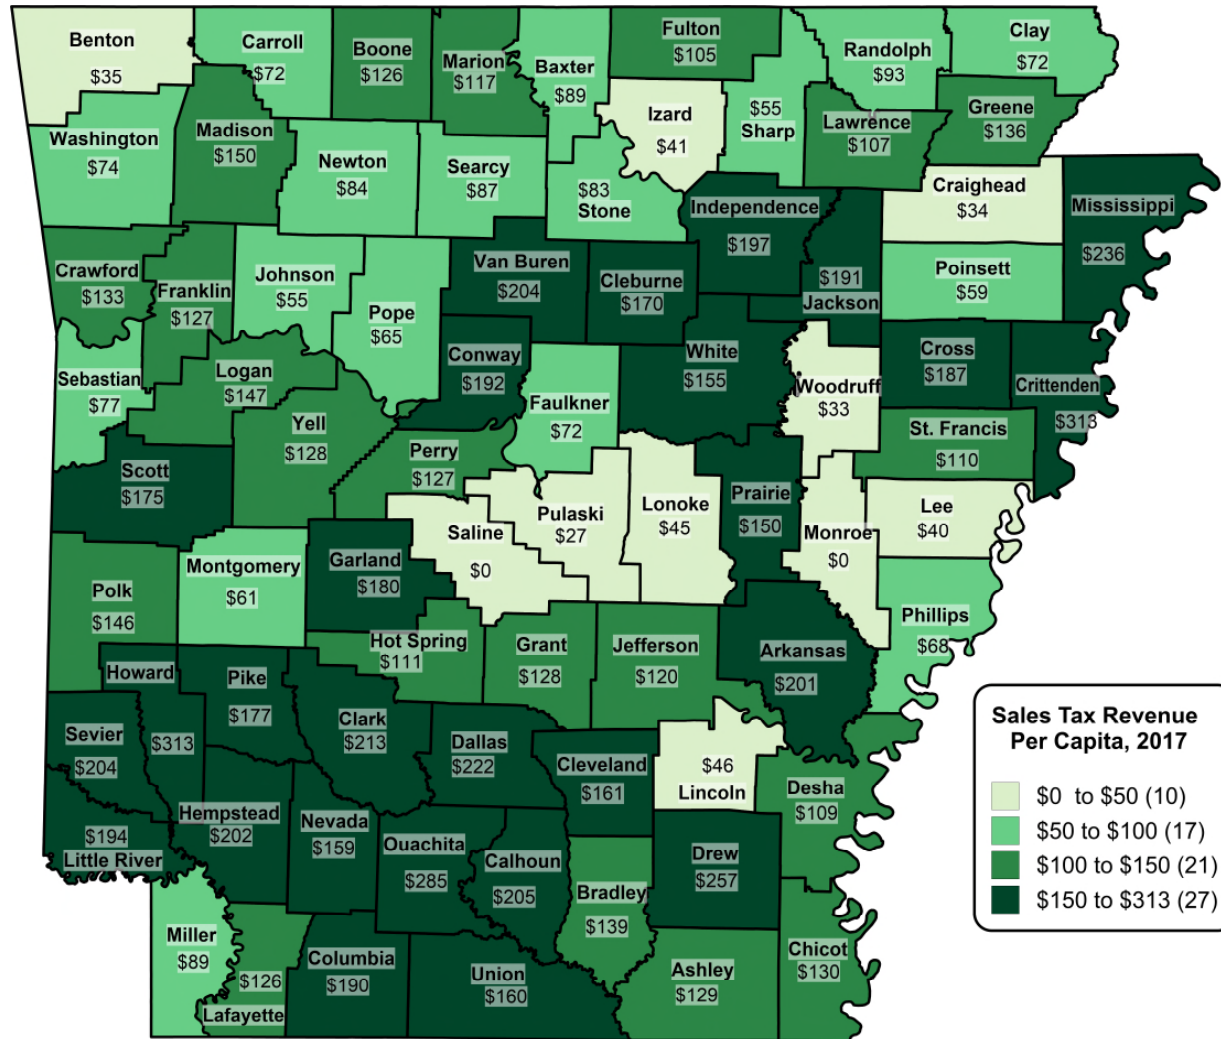 Benton
$35
Carroll
$72
Boone
$126
Marion
$117
Baxter
$89
Fulton
$105
Izard
$41
$55
Sharp
Randolph
$93
Clay
$72
Lawrence
$107
Greene
$136
Washington
$74
Madison
$150
Newton
$84
Searcy
$87
$83
Stone
Independence
$197
Craighead
$34
Mississippi
$236
Crawford
$133
Franklin
$127
Johnson
$55
Pope
$65
Van Buren
$204
Cleburne
$170
$191
Jackson
Poinsett
$59
Sebastian
$77
Logan
$147
Conway
$192
White
$155
Woodruff
$33
Cross
$187
Crittenden
$313
Yell
$128
Faulkner
$72
St. Francis
$110
Scott
$175
Perry
$127
Pulaski
$27
Lonoke
$45
Prairie
$150
Lee
$40
Saline
$0
Monroe
$0
Garland
$180
Montgomery
$61
Polk
$146
Hot Spring
$111
Grant
$128
Jefferson
$120
Arkansas
$201
Phillips
$68
Howard
$313
Pike
$177
Clark
$213
Sevier
$204
Dallas
$222
Cleveland
$161
$46
Lincoln
Desha
$109
$194
Little River
Hempstead
$202
Nevada
$159
Ouachita
$285
Calhoun
$205
Drew
$257
Bradley
$139
Miller
$89
$126
Lafayette
Columbia
$190
Union
$160
Ashley
$129
Chicot
$130
Sales Tax Revenue
Per Capita, 2017
$0 to $50 (10)
$50 to $100 (17)
$100 to $150 (21)
$150 to $313 (27)